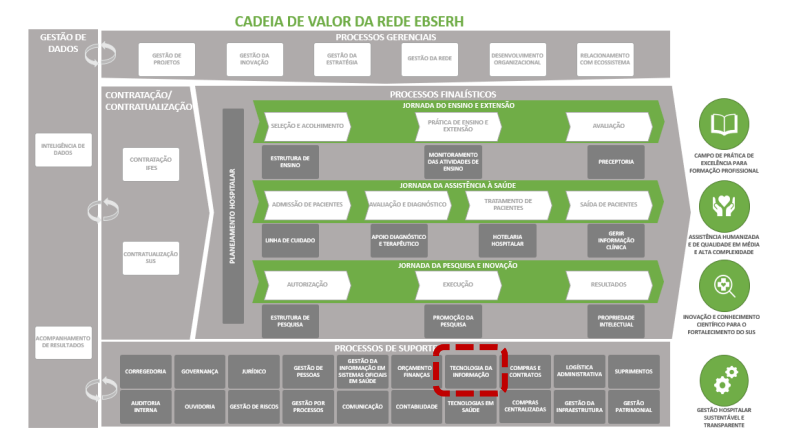 CADEIA DE VALOR DA REDE EBSERH
GESTÃO DE
DADOS
PROCESSOS GERENCIAIS
GESTÃO DE
PROJETOS
GESTÃO DA
INOVAÇÃO
GESTÃO DA
ESTRATÉGIA
GESTÃO DA REDE
DESENVOLVIMENTO
ORGANIZACIONAL
RELACIONAMENTO
COM ECOSSISTEMA
INTELIGÊNCIA DE
DADOS
ACOMPANHAMENTO
DE RESULTADOS
CONTRATAÇÃO/
CONTRATUALIZAÇÃO
CONTRATAÇÃO
IFES
CONTRATUALIZAÇÃO
SUS
PROCESSOS FINALÍSTICOS
PLANEJAMENTO HOSPITALAR
JORNADA DO ENSINO E EXTENSÃO
SELEÇÃO E ACOLHIMENTO
PRÁTICA DE ENSINO E
EXTENSÃO
AVALIAÇÃO
ESTRUTURA DE
ENSINO
MONITORAMENTO
DAS ATIVIDADES DE
ENSINO
PRECEPTORIA
JORNADA DA ASSISTÊNCIA À SAÚDE
ADMISSÃO DE PACIENTES
AVALIAÇÃO E DIAGNÓSTICO
TRATAMENTO DE
PACIENTES
SAÍDA DE PACIENTES
LINHA DE CUIDADO
APOIO DIAGNÓSTICO
E TERAPÊUTICO
HOTELARIA
HOSPITALAR
GERIR
INFORMAÇÃO
CLÍNICA
JORNADA DA PESQUISA E INOVAÇÃO
AUTORIZAÇÃO
EXECUÇÃO
RESULTADOS
ESTRUTURA DE
PESQUISA
PROMOÇÃO DA
PESQUISA
PROPRIEDADE
INTELECTUAL
PROCESSOS DE SUPORTE
CORREGEDORIA
GOVERNANÇA
JURÍDICO
GESTÃO DE
PESSOAS
GESTÃO DA
INFORMAÇÃO EM
SISTEMAS OFICIAIS
EM SAÚDE
ORÇAMENTO
FINANÇAS
TECNOLOGIA DA
INFORMAÇÃO
COMPRAS E
CONTRATOS
LOGÍSTICA
ADMINISTRATIVA
SUPRIMENTOS
AUDITORIA
INTERNA
OUVIDORIA
GESTÃO DE RISCOS
GESTÃO POR
PROCESSOS
COMUNICAÇÃO
CONTABILIDADE
TECNOLOGIAS EM
SAÚDE
COMPRAS
CENTRALIZADAS
GESTÃO DA
INFRAESTRUTURA
GESTÃO
PATRIMONIAL
CAMPO DE PRÁTICA DE
EXCELÊNCIA PARA
FORMAÇÃO PROFISSIONAL
ASSISTÊNCIA HUMANIZADA
E DE QUALIDADE EM MÉDIA
E ALTA COMPLEXIDADE
INOVAÇÃO E CONHECIMENTO
CIENTÍFICO PARA O
FORTALECIMENTO DO SUS
GESTÃO HOSPITALAR
SUSTENTÁVEL E
TRANSPARENTE